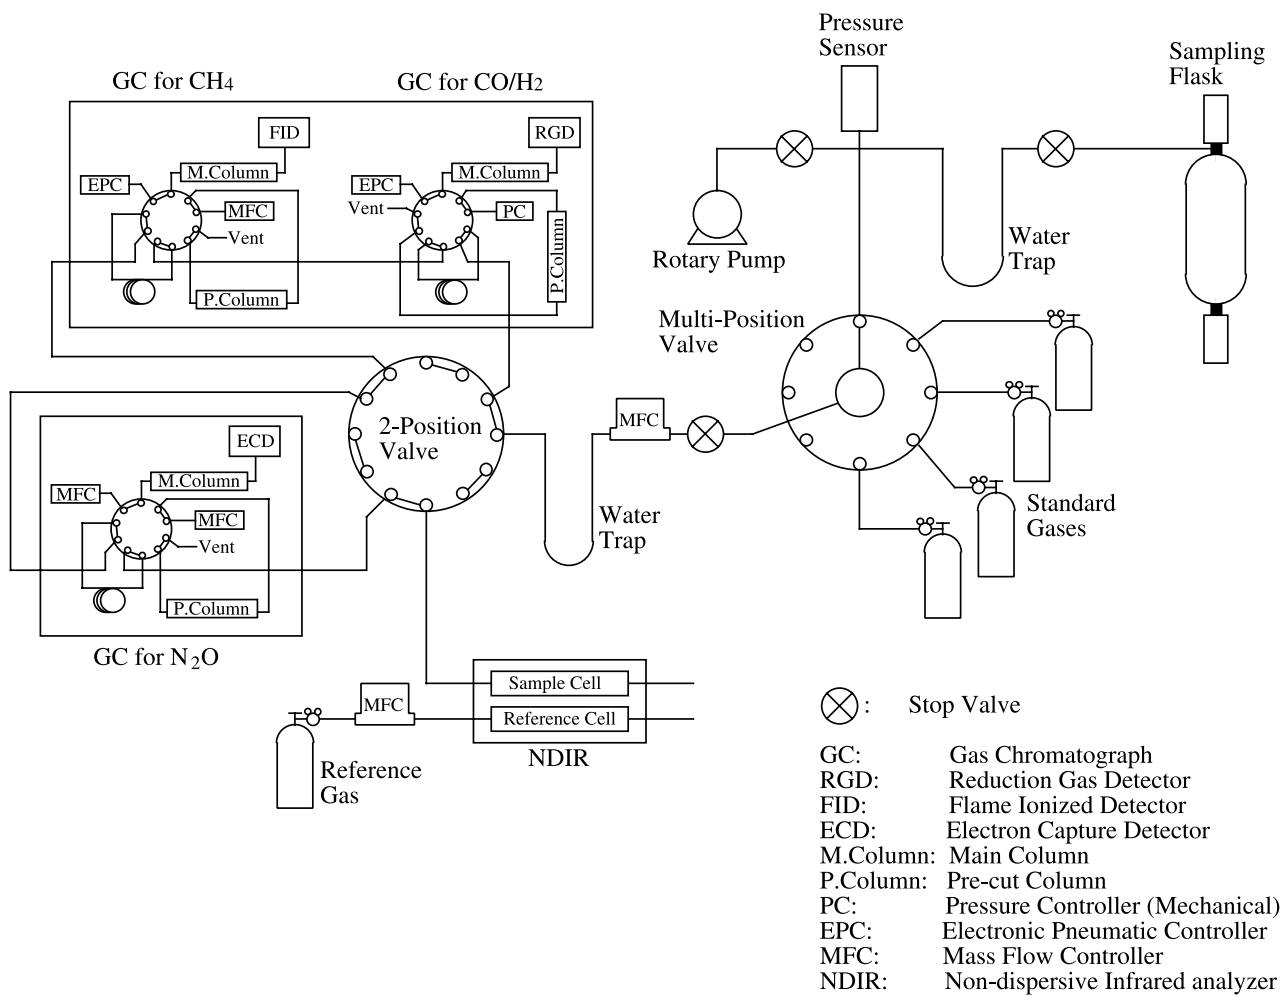 Pressure
Sensor
Sampling
Flask
GC for CH4
GC for CO/H2
FID
RGD
M.Column
M.Column
EPC
EPC
MFC
Vent
PC
Vent
P.Column
P.Column
Rotary Pump
Water
Trap
Multi-Position
Valve
2-Position
Valve
MFC
ECD
M.Column
MFC
MFC
Vent
P.Column
Water
Trap
Standard
Gases
GC for N2O
Sample Cell
MFC
Reference Cell
NDIR
Reference
Gas
: Stop Valve
GC: Gas Chromatograph
RGD: Reduction Gas Detector
FID: Flame Ionized Detector
ECD: Electron Capture Detector
M.Column: Main Column
P.Column: Pre-cut Column
PC: Pressure Controller (Mechanical)
EPC: Electronic Pneumatic Controller
MFC: Mass Flow Controller
NDIR: Non-dispersive Infrared analyzer